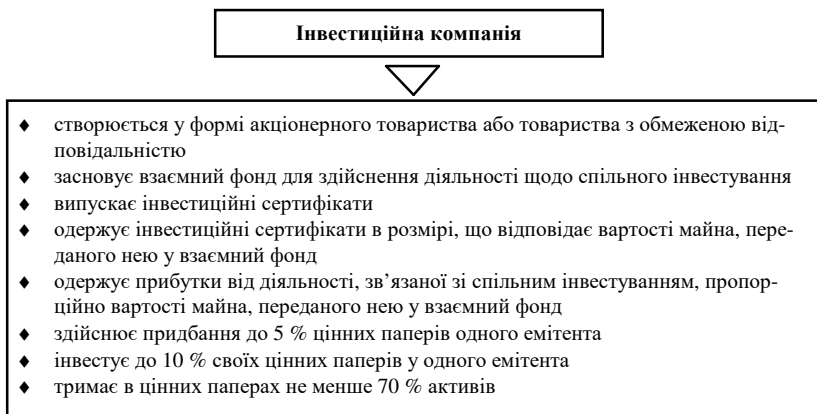 Інвестиційна компанія
♦ створюється у формі акціонерного товариства або товариства з обмеженою від-
повідальністю
♦ засновує взаємний фонд для здійснення діяльності щодо спільного інвестування
♦ випускає інвестиційні сертифікати
♦ одержує інвестиційні сертифікати в розмірі, що відповідає вартості майна, пере-
даного нею у взаємний фонд
♦ одержує прибутки від діяльності, зв’язаної зі спільним інвестуванням, пропор-
ційно вартості майна, переданого нею у взаємний фонд
♦ здійснює придбання до 5 % цінних паперів одного емітента
♦ інвестує до 10 % своїх цінних паперів у одного емітента
♦ тримає в цінних паперах не менше 70 % активів